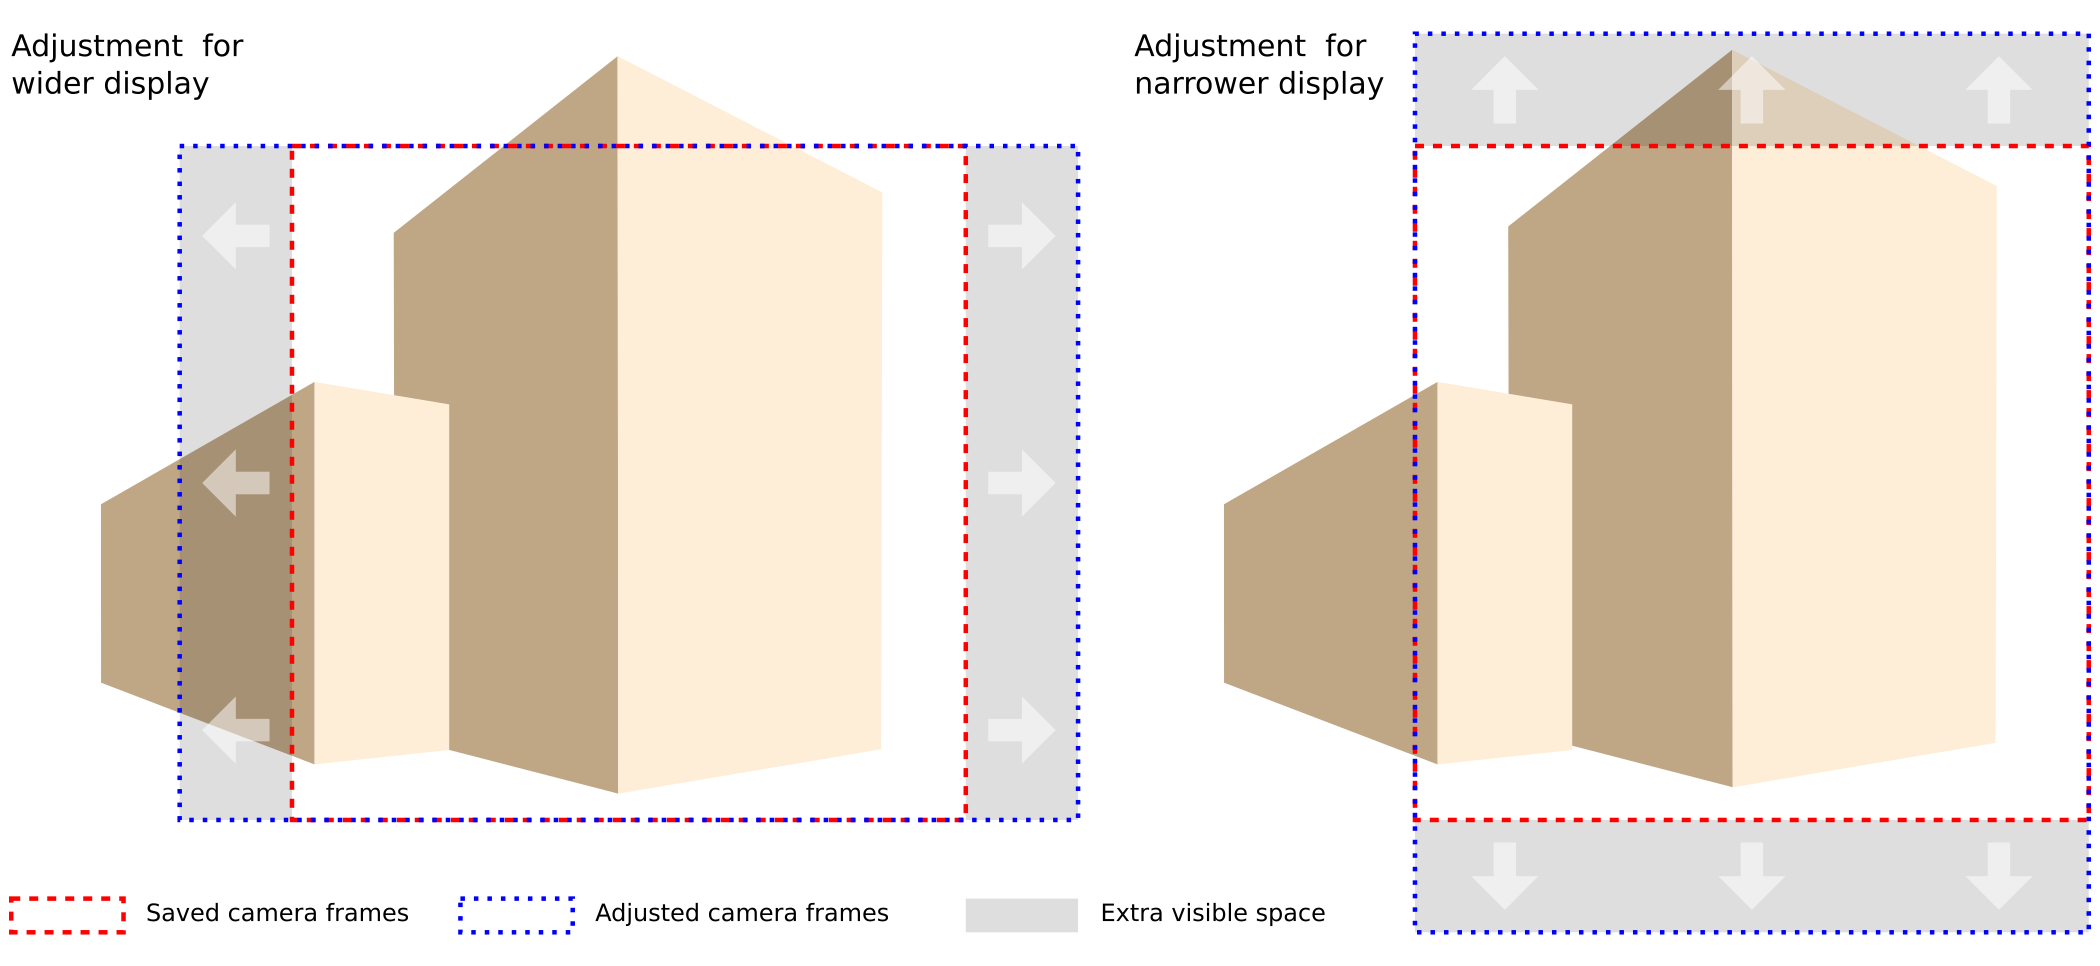 Adjustment for
wider display
Adjustment for
narrower display
Saved camera frames
Adjusted camera frames
Extra visible space